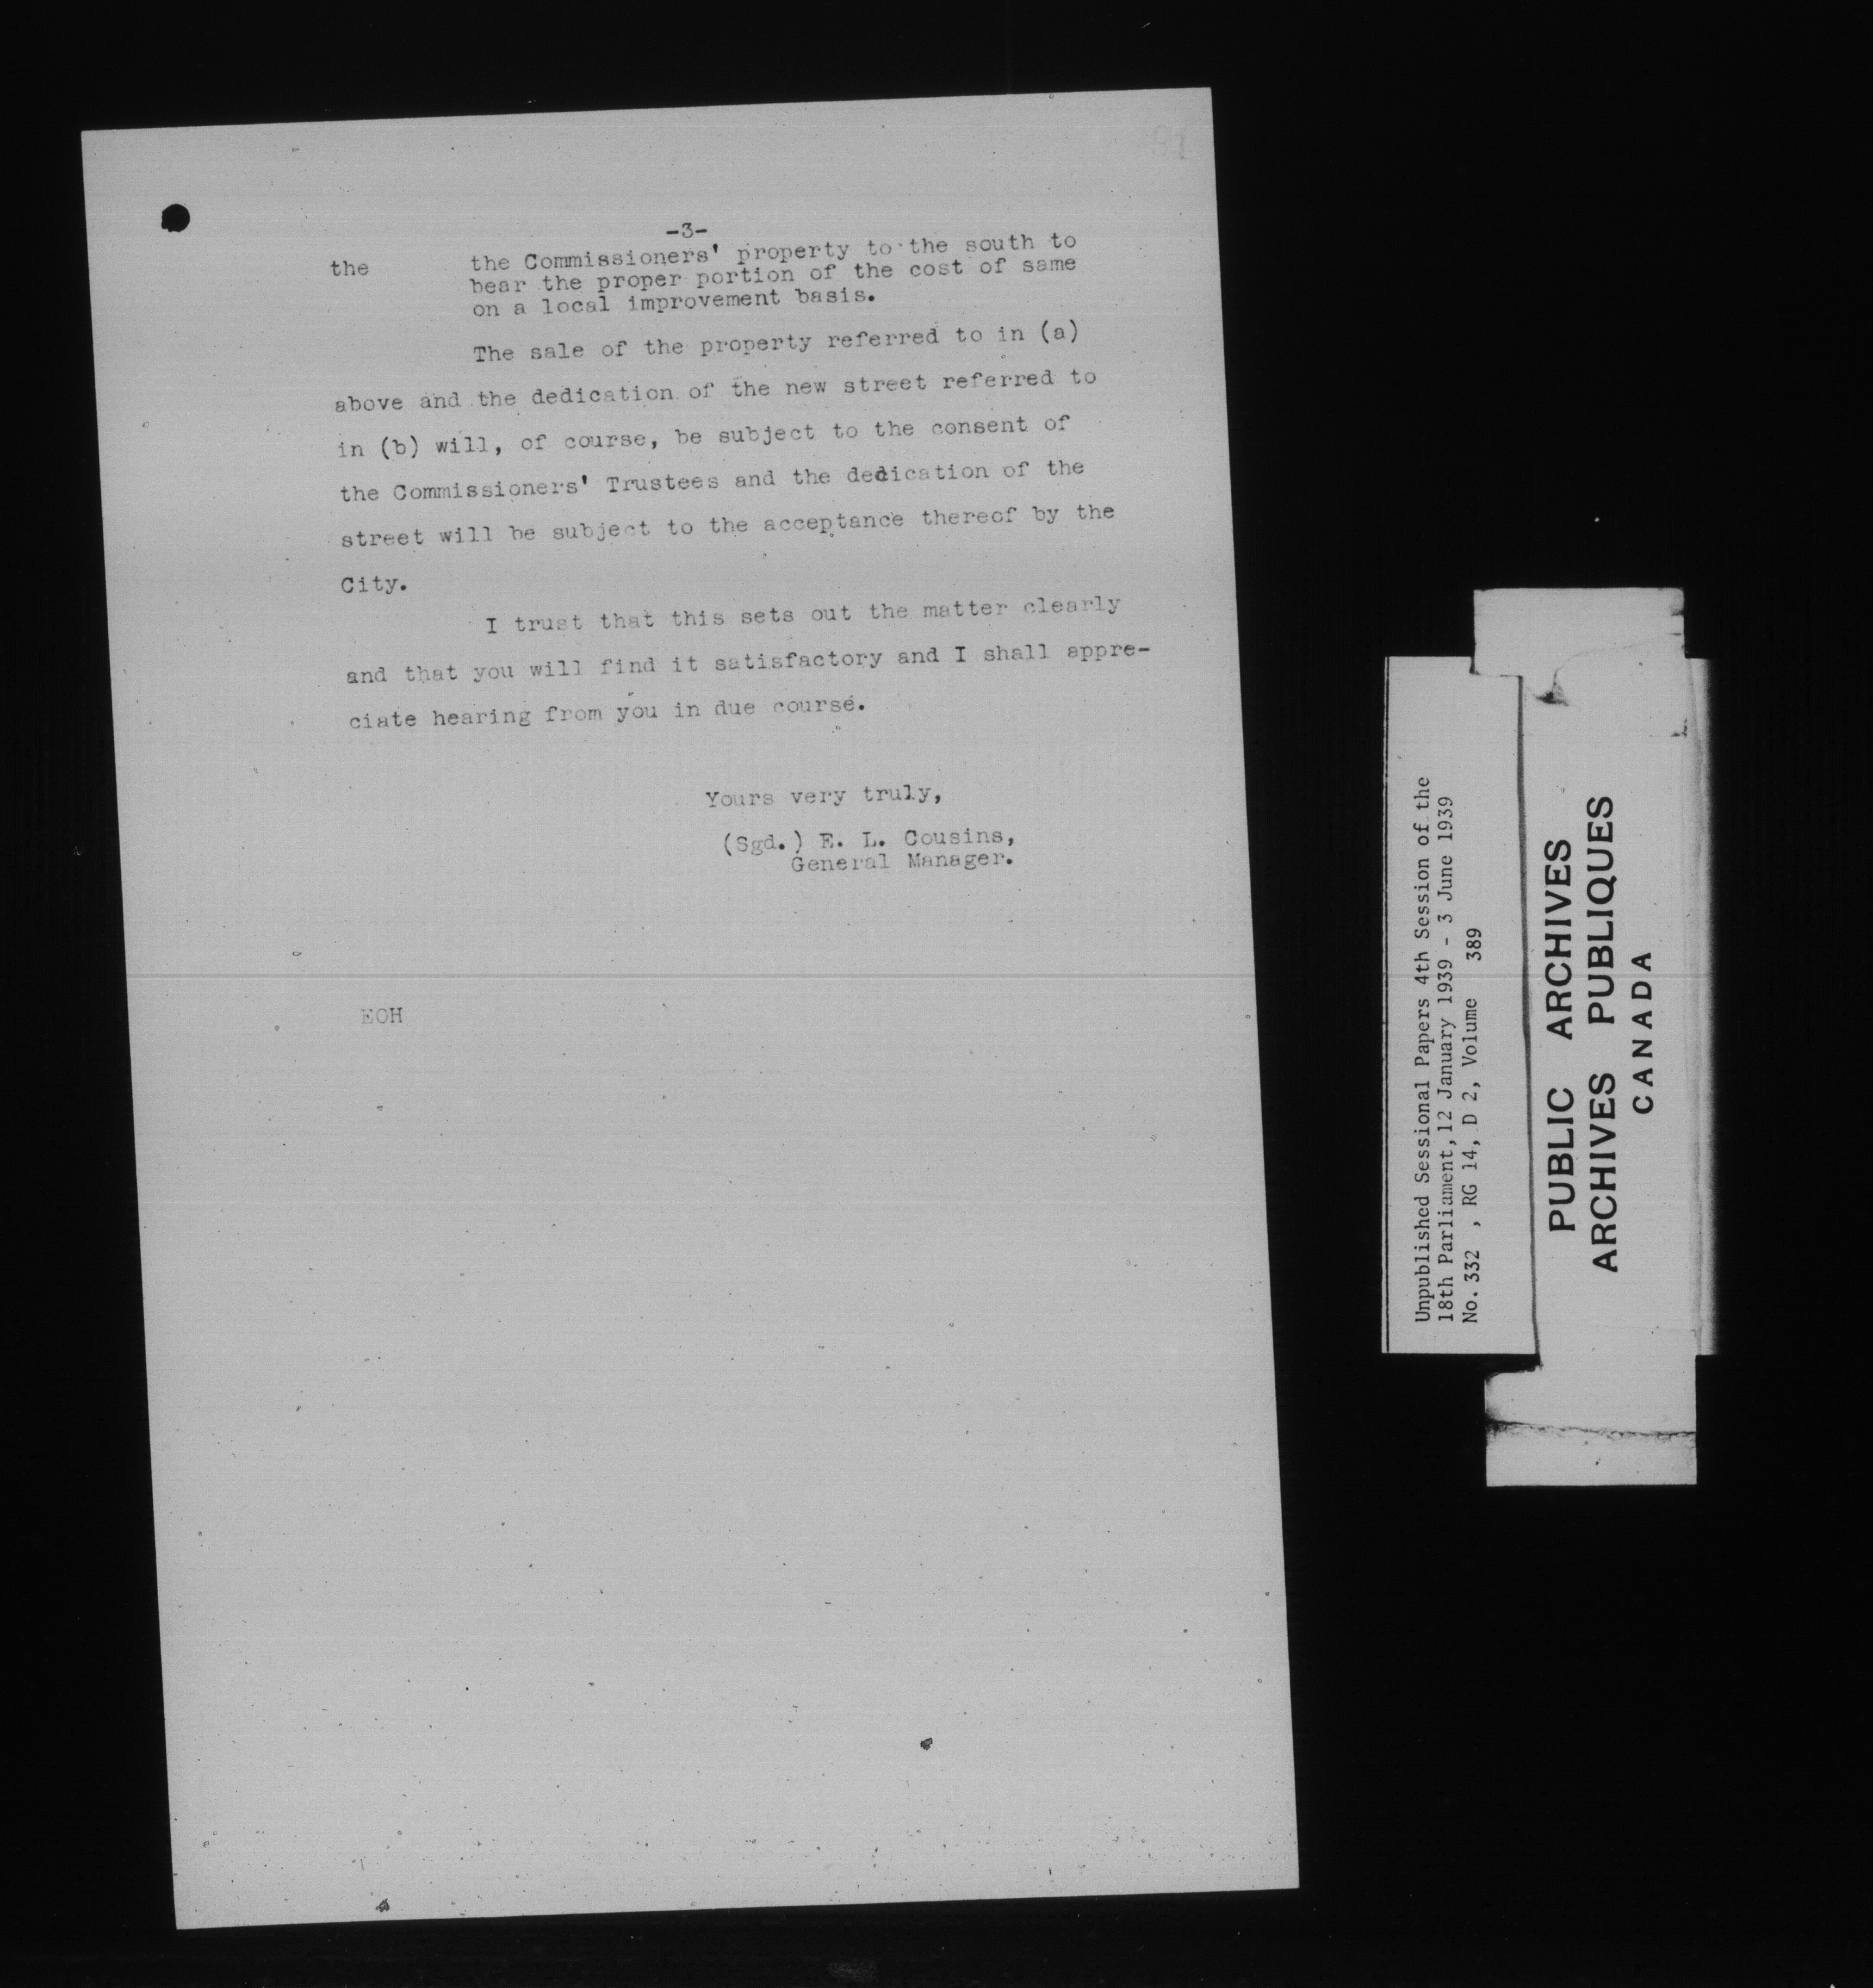 -3-
the the Commissioners' property to the south to
bear the proper portion of the cost of same
on a local improvement basis.
The sale of the property referred to in (a)
above and the dedication of the new street referred to
in (b) will, of course, be subject to the consent of
the Commissioners' Trustees and the dedication of the
street will be subject to the acceptance thereof by the
City.
I trust that this sets out the matter clearly
and that you will find it satisfactory and I shall appre-
ciate hearing from you in due course.
Yours very truly,
(Sgd.) E. L. Cousins,
General Manager.
EOH
Unpublished Sessional Papers 4th Session of the
18th Parliament, 12 January 1939 - 3 June 1939
No. 332 , RG 14, D 2, Volume 389
PUBLIC ARCHIVES
ARCHIVES PUBLIQUES
CANADA